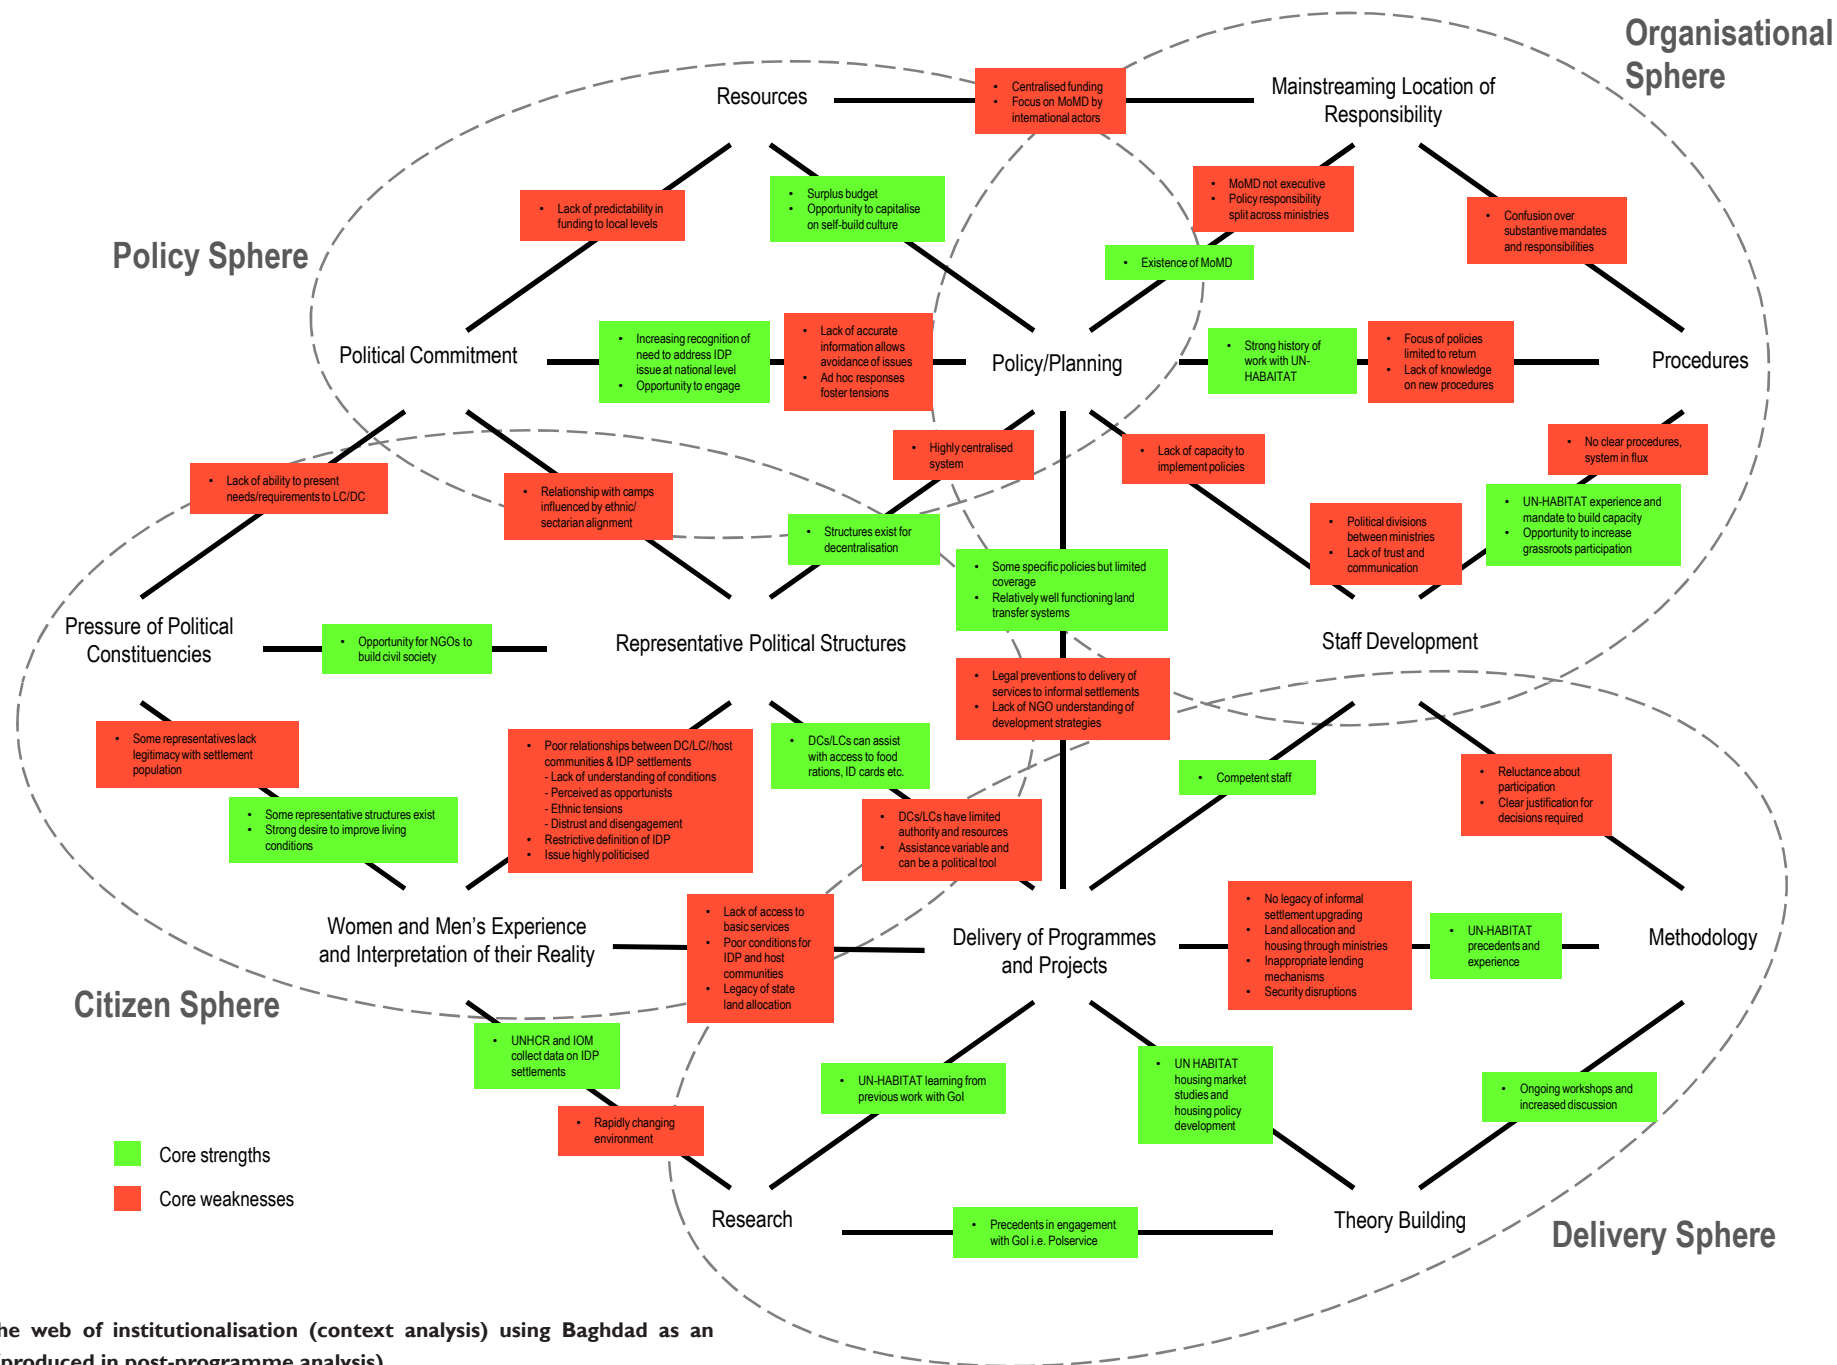 Organisational
Sphere
Resources
• Centralised funding
• Focus on MoMD by
international actors
Mainstreaming Location of
Responsibility
• Lack of predictability in
funding to local levels
• Surplus budget
• Opportunity to capitalise
on self-build culture
• MoMD not executive
• Policy responsibility
split across ministries
• Confusion over
substantive mandates
and responsibilities
Policy Sphere
• Existence of MoMD
Political Commitment
• Increasing recognition of
need to address IDP
issue at national level
• Opportunity to engage
• Lack of accurate
information allows
avoidance of issues
• Ad hoc responses
foster tensions
Policy/Planning
• Strong history of
work with UN-
HABAITAT
• Focus of policies
limited to return
• Lack of knowledge
on new procedures
Procedures
• Lack of ability to present
needs/requirements to LC/DC
• Relationship with camps
influenced by ethnic/
sectarian alignment
• Highly centralised
system
• Structures exist for
decentralisation
• Lack of capacity to
implement policies
• No clear procedures,
system in flux
• UN-HABITAT experience and
mandate to build capacity
• Opportunity to increase
grassroots participation
• Political divisions
between ministries
• Lack of trust and
communication
• Some specific policies but limited
coverage
• Relatively well functioning land
transfer systems
Pressure of Political
Constituencies
• Opportunity for NGOs to
build civil society
Representative Political Structures
• Legal preventions to delivery of
services to informal settlements
• Lack of NGO understanding of
development strategies
Staff Development
• Some representatives lack
legitimacy with settlement
population
• Some representative structures exist
• Strong desire to improve living
conditions
• Poor relationships between DC/LC//host
communities & IDP settlements
- Lack of understanding of conditions
- Perceived as opportunists
- Ethnic tensions
- Distrust and disengagement
• Restrictive definition of IDP
• Issue highly politicised
• DCs/LCs can assist
with access to food
rations, ID cards etc.
• DCs/LCs have limited
authority and resources
• Assistance variable and
can be a political tool
• Competent staff
• Reluctance about
participation
• Clear justification for
decisions required
Women and Men's Experience
and Interpretation of their Reality
• Lack of access to
basic services
• Poor conditions for
IDP and host
communities
• Legacy of state
land allocation
Delivery of Programmes
and Projects
• No legacy of informal
settlement upgrading
• Land allocation and
housing through ministries
• Inappropriate lending
mechanisms
• Security disruptions
• UN-HABITAT
precedents and
experience
Methodology
Citizen Sphere
• UNHCR and IOM
collect data on IDP
settlements
• Rapidly changing
environment
• UN-HABITAT learning from
previous work with GoI
• UN HABITAT
housing market
studies and
housing policy
development
• Ongoing workshops and
increased discussion
Core strengths
Core weaknesses
Research
• Precedents in engagement
with GoI i.e. Polservice
Theory Building
Delivery Sphere
he web of institutionalisation (context analysis) using Baghdad as an
produced in post-programme analysis)